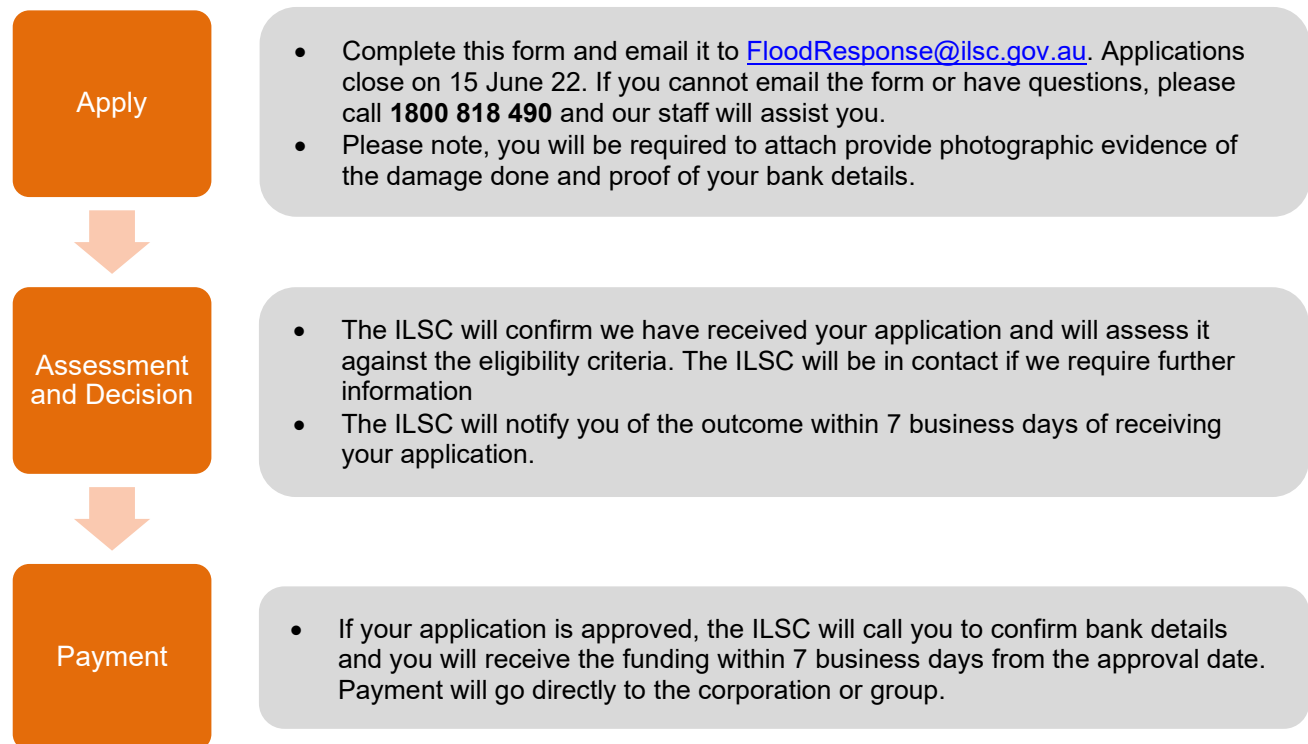 Apply
• Complete this form and email it to FloodResponse@ilsc.gov.au. Applications
close on 15 June 22. If you cannot email the form or have questions, please
call 1800 818 490 and our staff will assist you.
• Please note, you will be required to attach provide photographic evidence of
the damage done and proof of your bank details.
Assessment
and Decision
• The ILSC will confirm we have received your application and will assess it
against the eligibility criteria. The ILSC will be in contact if we require further
information
• The ILSC will notify you of the outcome within 7 business days of receiving
your application.
Payment
• If your application is approved, the ILSC will call you to confirm bank details
and you will receive the funding within 7 business days from the approval date.
Payment will go directly to the corporation or group.